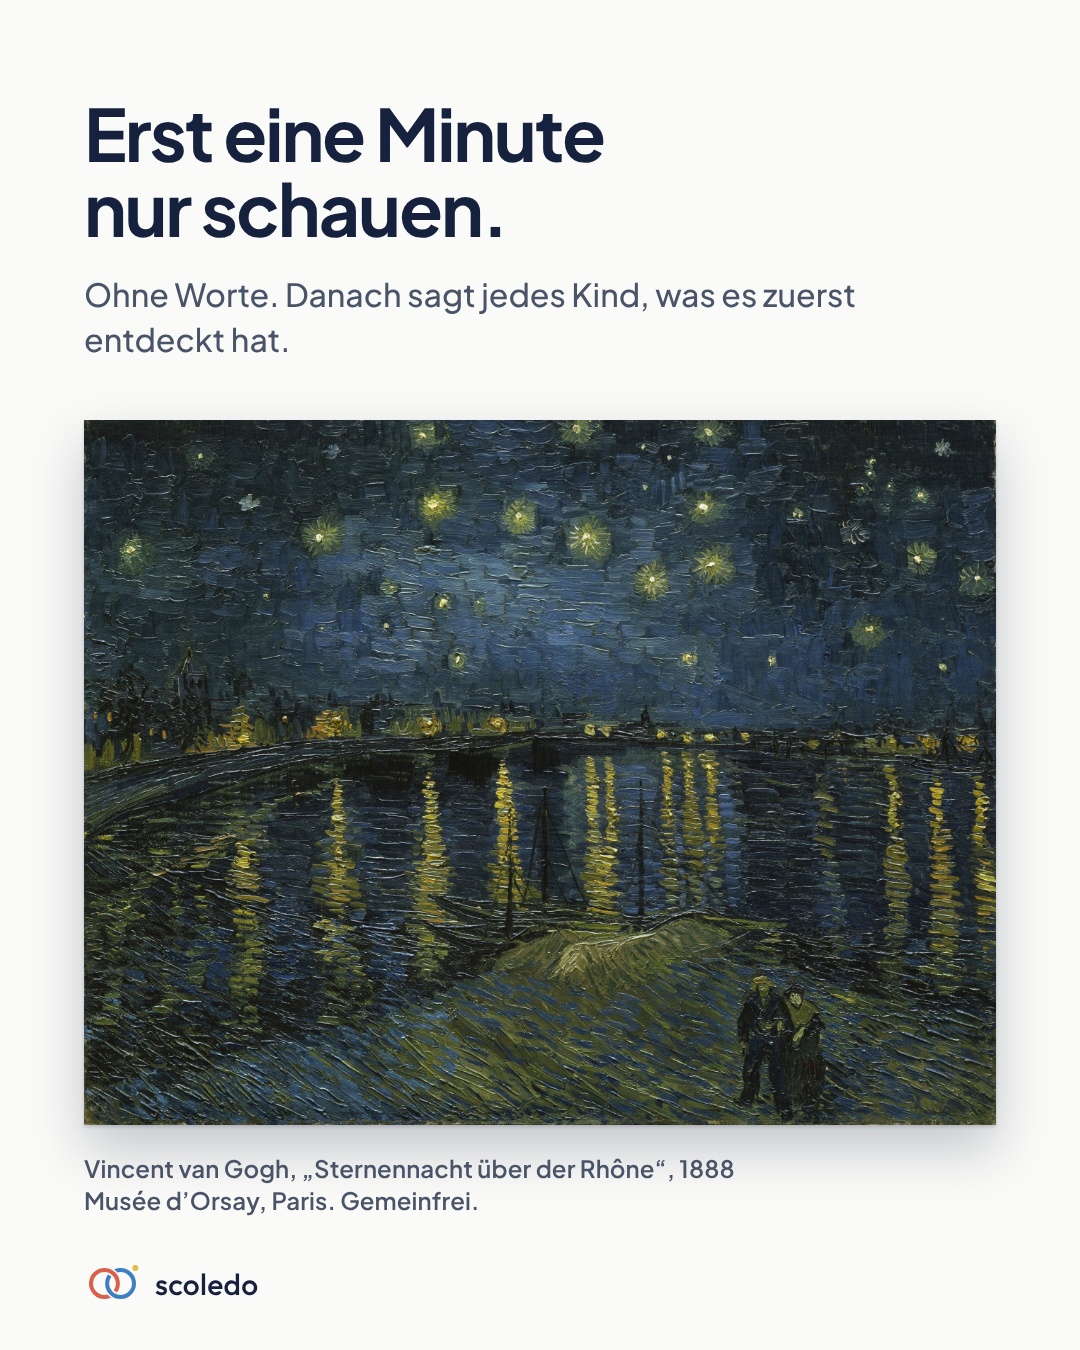 Erst eine Minute
nur schauen.
Ohne Worte. Danach sagt jedes Kind, was es zuerst
entdeckt hat.
Vincent van Gogh, „Sternennacht über der Rhône“, 1888
Musée d’Orsay, Paris. Gemeinfrei.
scoledo